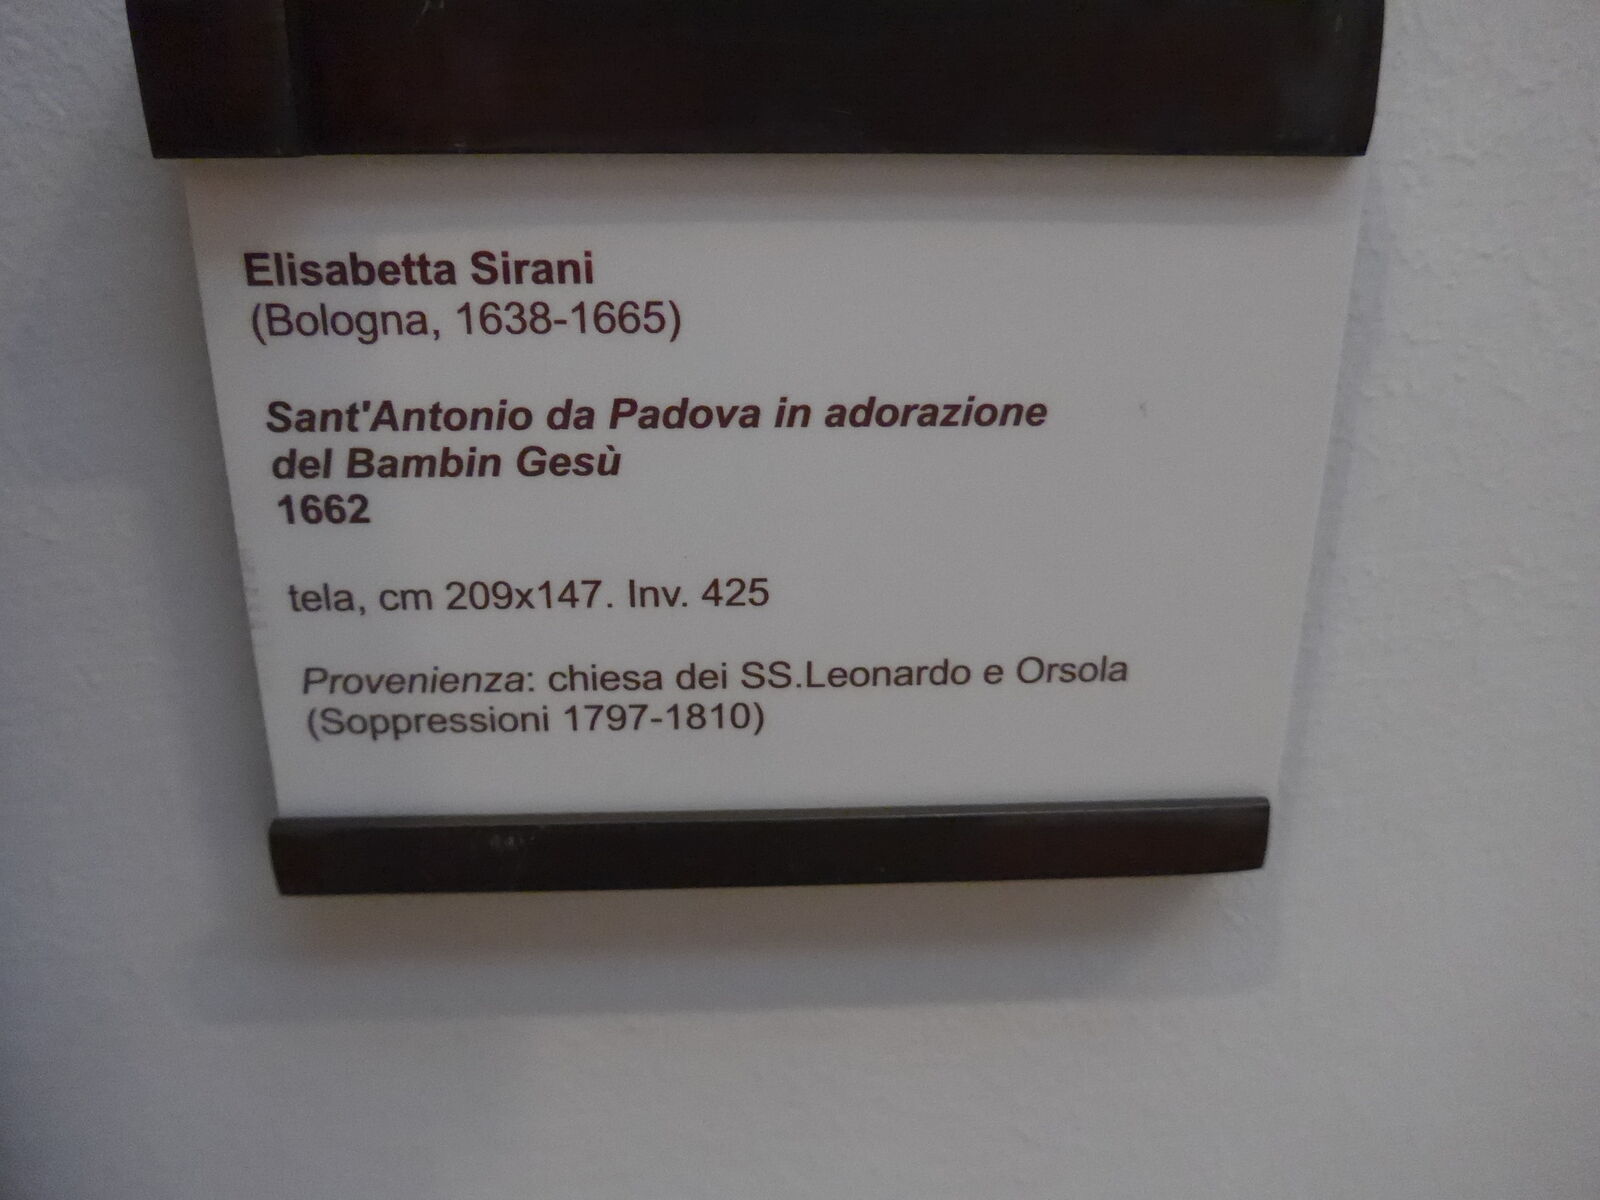 Elisabetta Sirani
(Bologna, 1638-1665)
Sant'Antonio da Padova in adorazione
del Bambin Gesù
1662
tela, cm 209x147. Inv. 425
Provenienza: chiesa dei SS.Leonardo e Orsola
(Soppressioni 1797-1810)